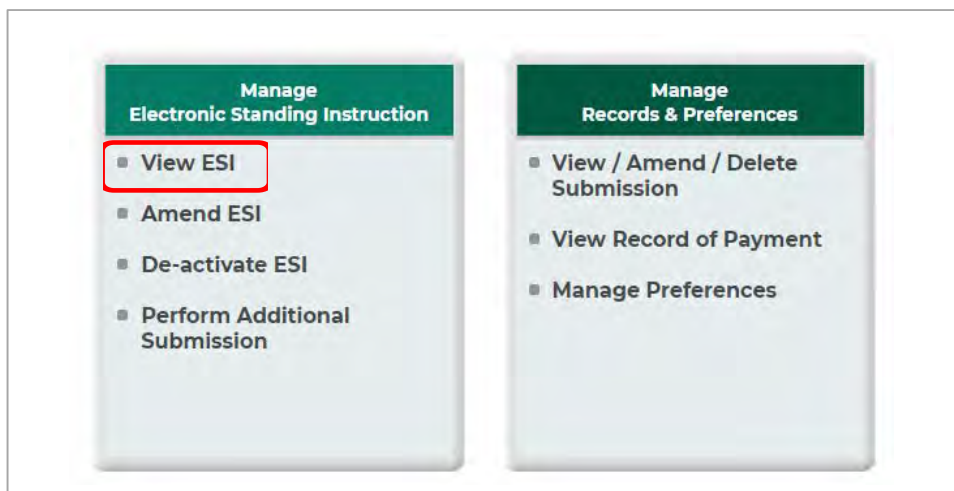 Manage
Electronic Standing Instruction
View ESI
Amend ESI
De-activate ESI
Perform Additional
Submission
Manage
Records & Preferences
View / Amend / Delete
Submission
View Record of Payment
Manage Preferences